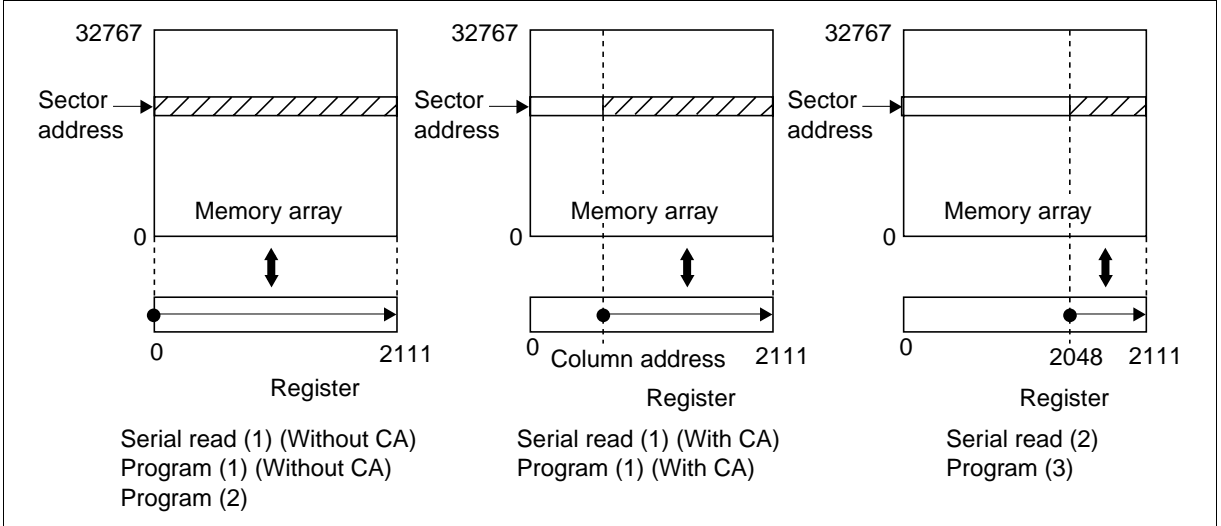 32767
Sector
address
Memory array
0
0
2111
Register
Serial read (1) (Without CA)
Program (1) (Without CA)
Program (2)
32767
Sector
address
Memory array
0
0
Column address
2111
Register
Serial read (1) (With CA)
Program (1) (With CA)
32767
Sector
address
Memory array
0
0
2048
2111
Register
Serial read (2)
Program (3)